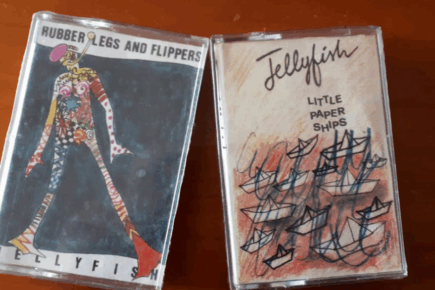 RUBBER LEGS AND FLIPPERS
ELLYFISH
Jellyfish
LITTLE
PAPER
SHIPS